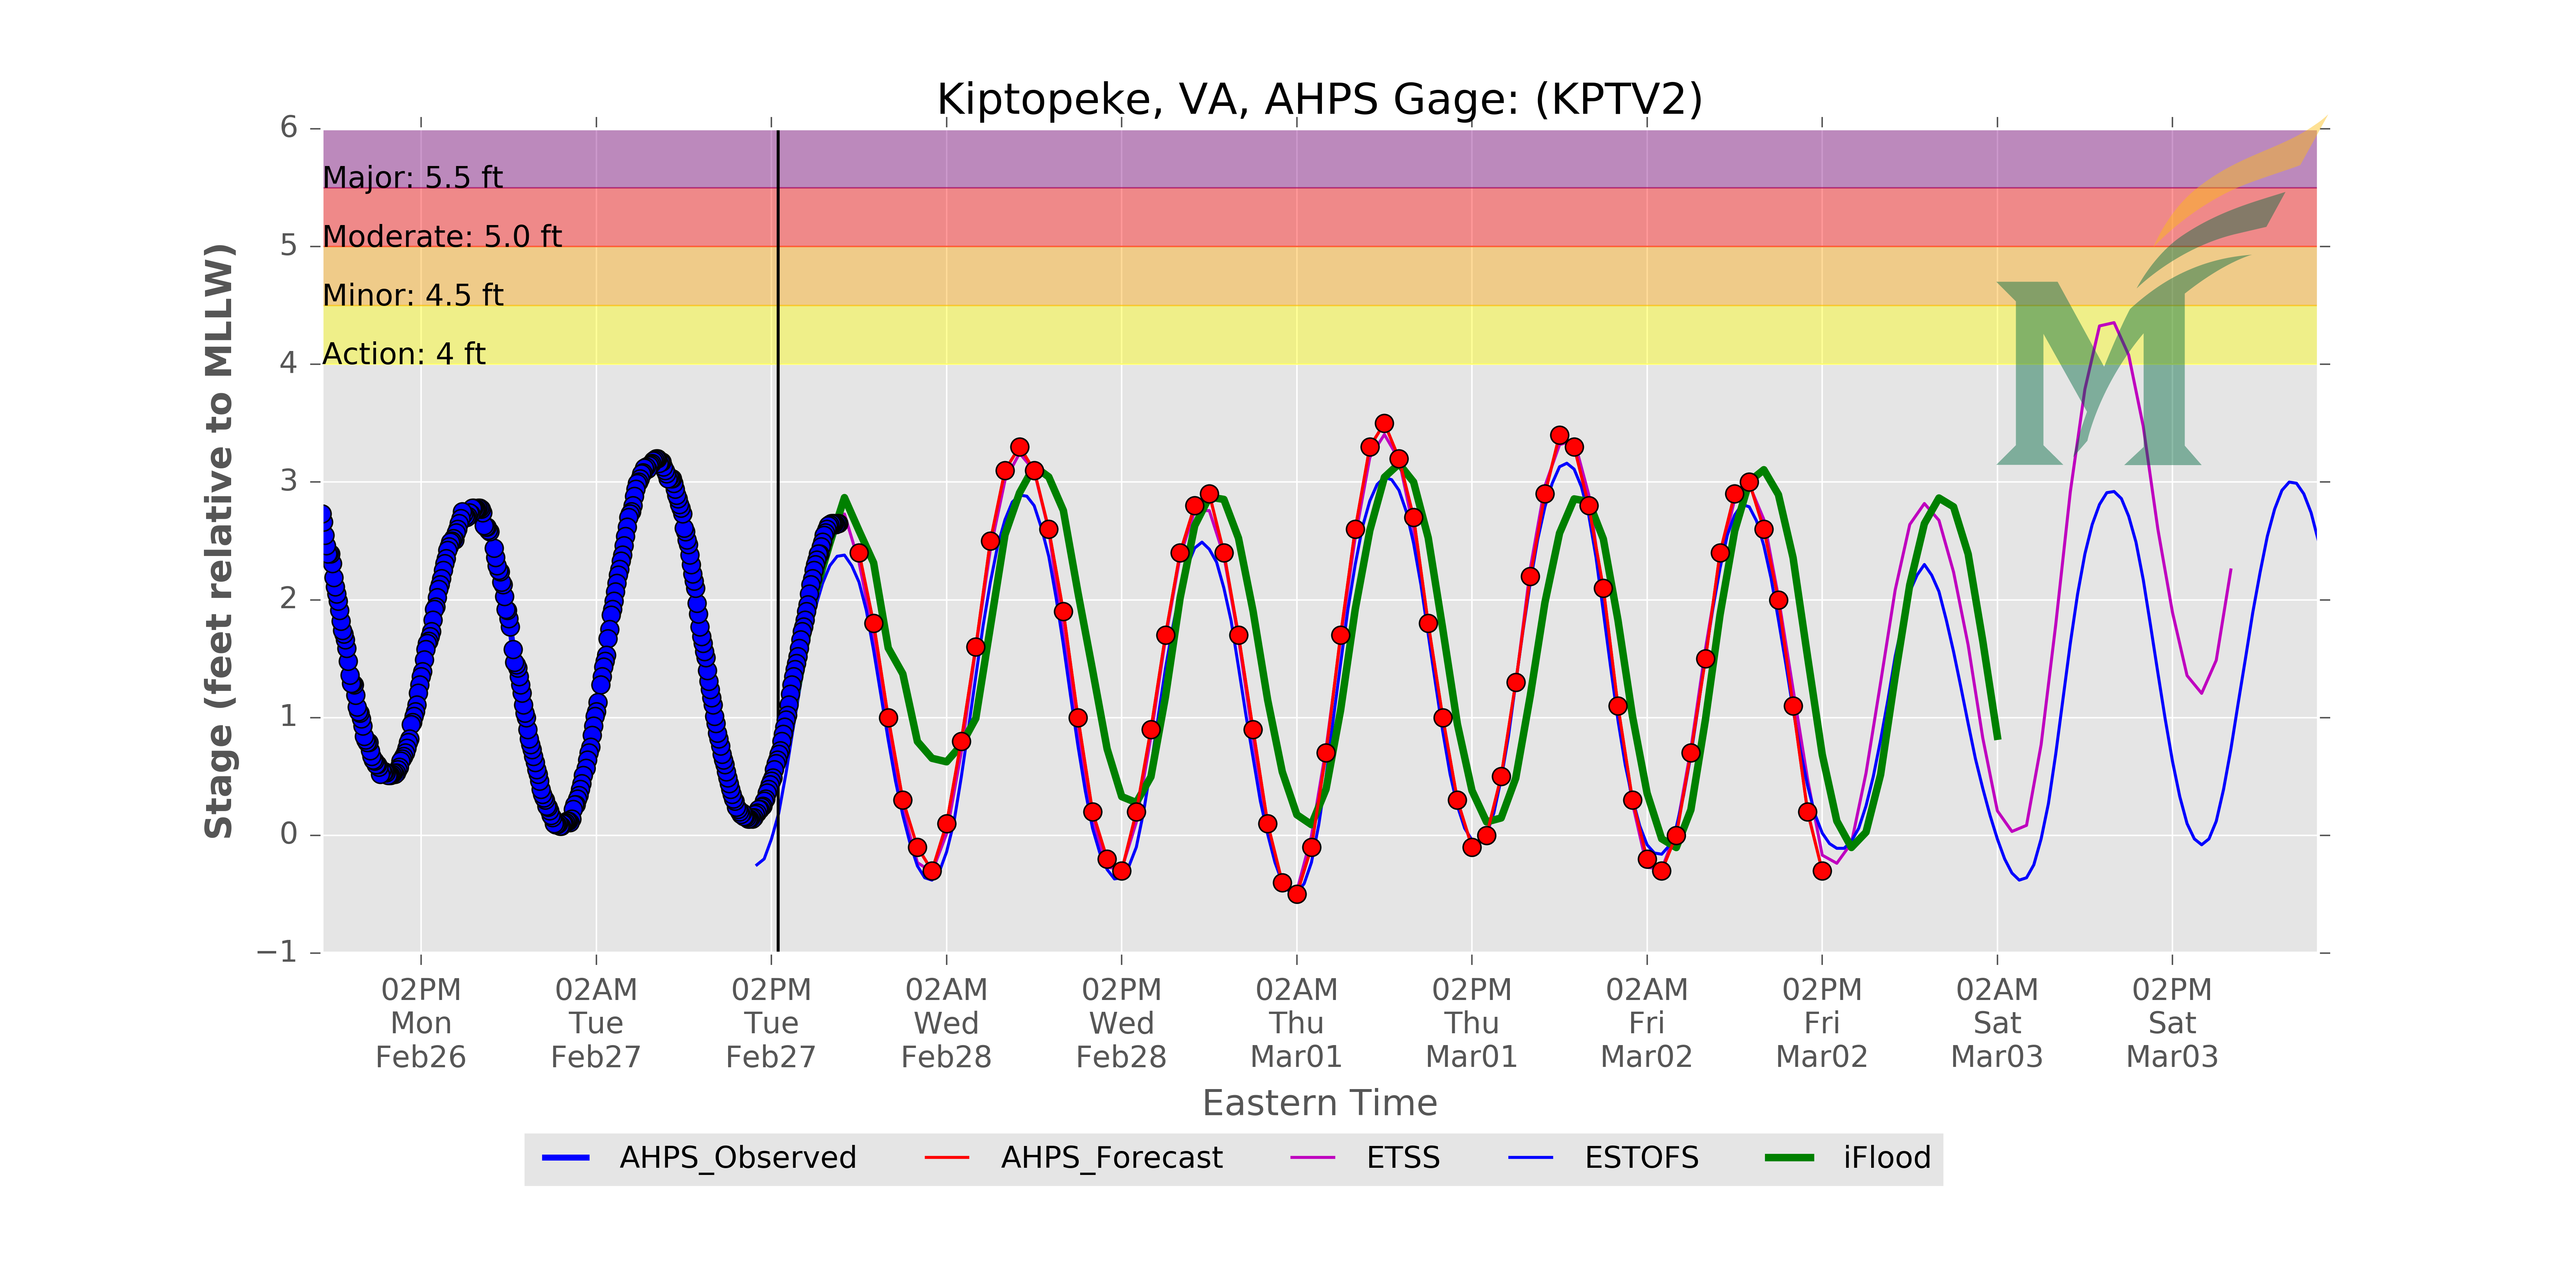 Kiptopeke, VA, AHPS Gage: (KPTV2)
Stage (feet relative to MLLW)
6
5
4
3
2
1
0
−1
Major: 5.5 ft
Moderate: 5.0 ft
Minor: 4.5 ft
Action: 4 ft
M
02PM 02AM 02PM 02AM 02PM 02AM 02PM 02AM 02PM 02AM 02PM
Mon Tue Tue Wed Wed Thu Thu Fri Fri Sat Sat
Feb26 Feb27 Feb27 Feb28 Feb28 Mar01 Mar01 Mar02 Mar02 Mar03 Mar03
Eastern Time
AHPS_Observed AHPS_Forecast ETSS ESTOFS iFlood